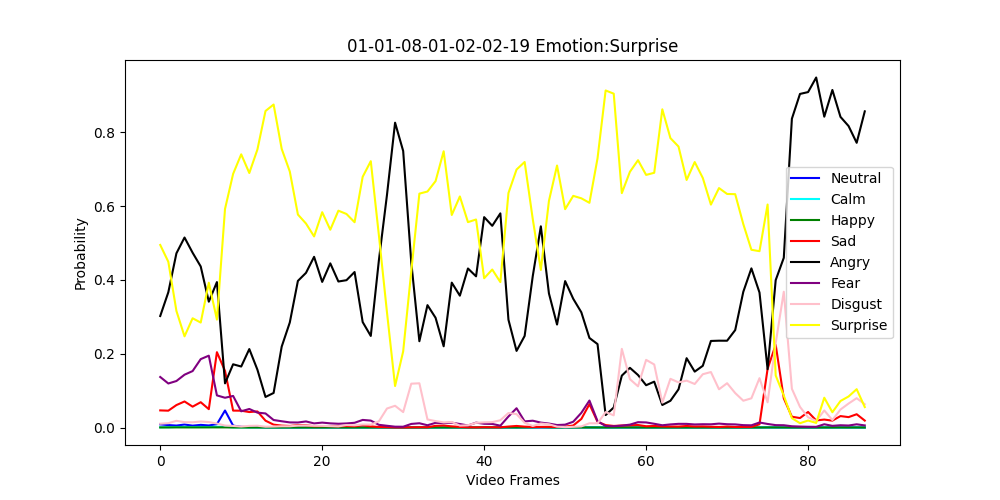 01-01-08-01-02-02-19 Emotion:Surprise
Probability
0.8
0.6
0.4
0.2
0.0
0 20 40 60 80
Video Frames
Neutral
Calm
Happy
Sad
Angry
Fear
Disgust
Surprise